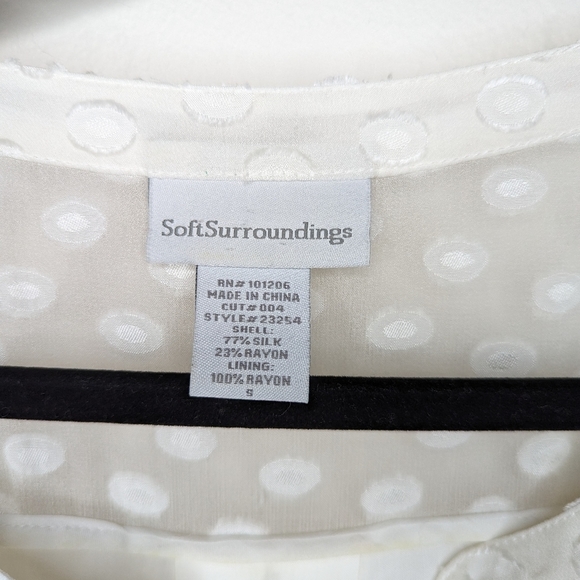 SoftSurroundings
RN# 101206
MADE IN CHINA
CUT# 004
STYLE# 23254
SHELL:
77% SILK
23% RAYON
LINING:
100% RAYON
S